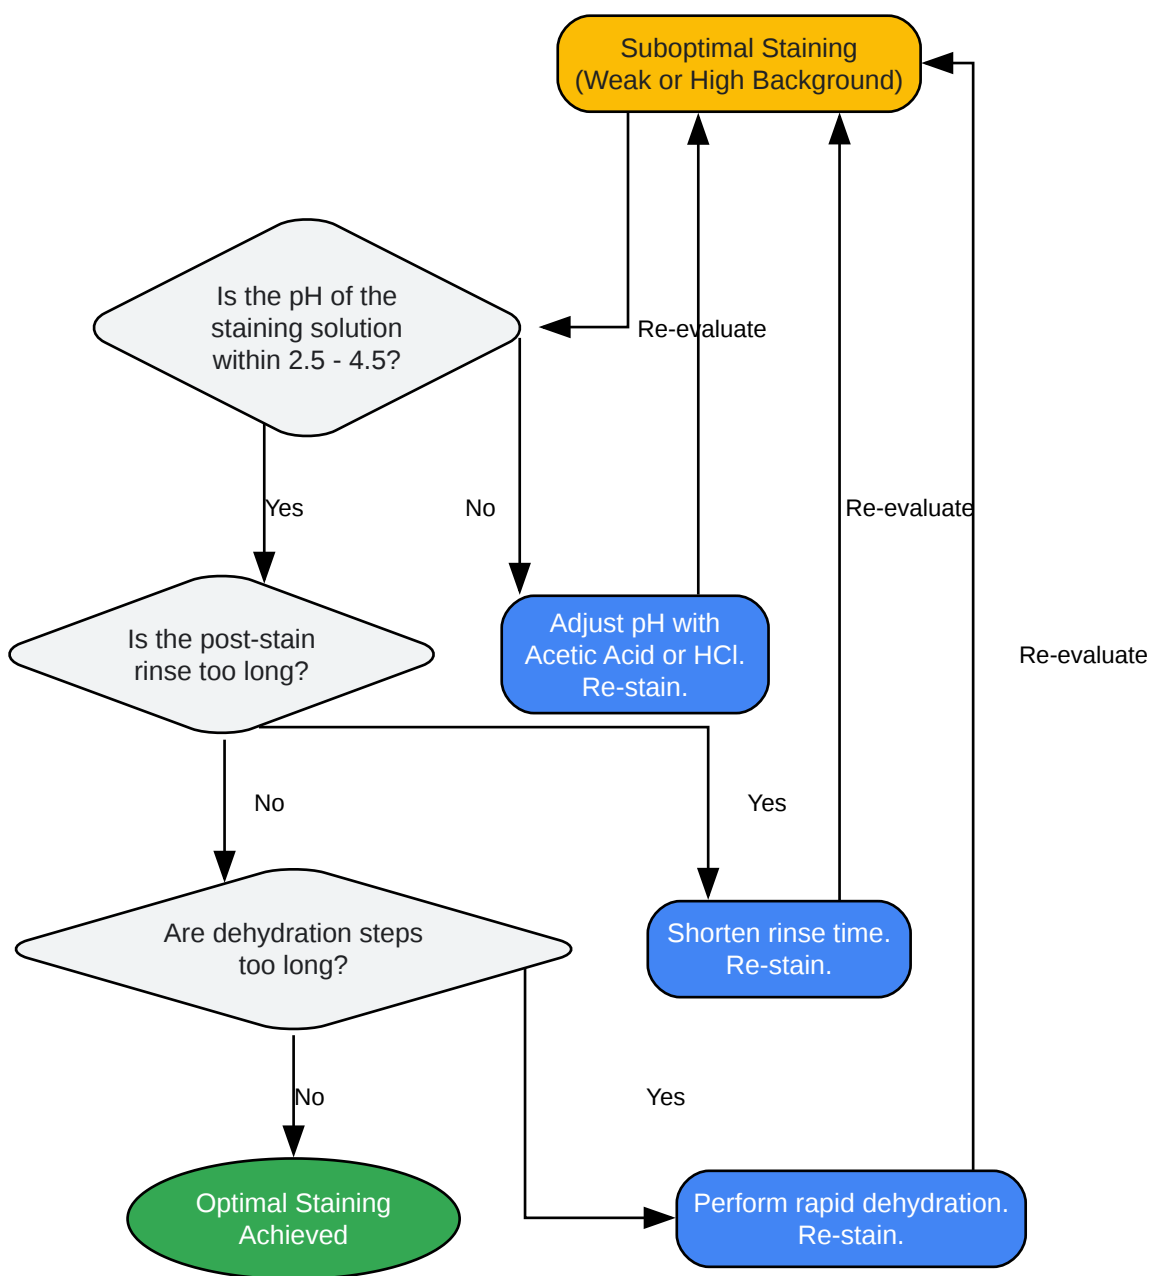 Suboptimal Staining
(Weak or High Background)
Is the pH of the
staining solution
within 2.5 - 4.5?
Re-evaluate
Yes
No
Re-evaluate
Is the post-stain
rinse too long?
Adjust pH with
Acetic Acid or HCl.
Re-stain.
Re-evaluate
No
Yes
Are dehydration steps
too long?
Shorten rinse time.
Re-stain.
No
Yes
Optimal Staining
Achieved
Perform rapid dehydration.
Re-stain.